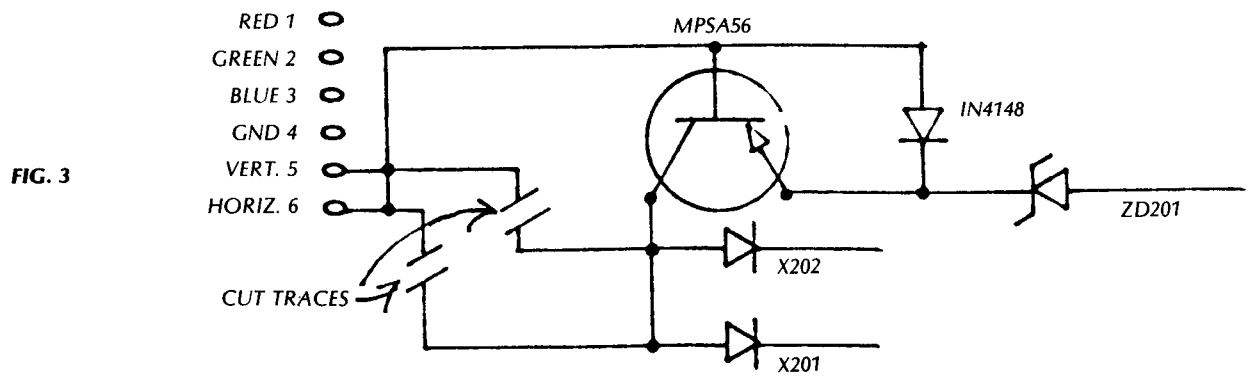 RED 1
MPSA56
GREEN 2
BLUE 3
IN4148
GND 4
FIG. 3
VERT. 5
HORIZ. 6
ZD201
X202
CUT TRACES
X201